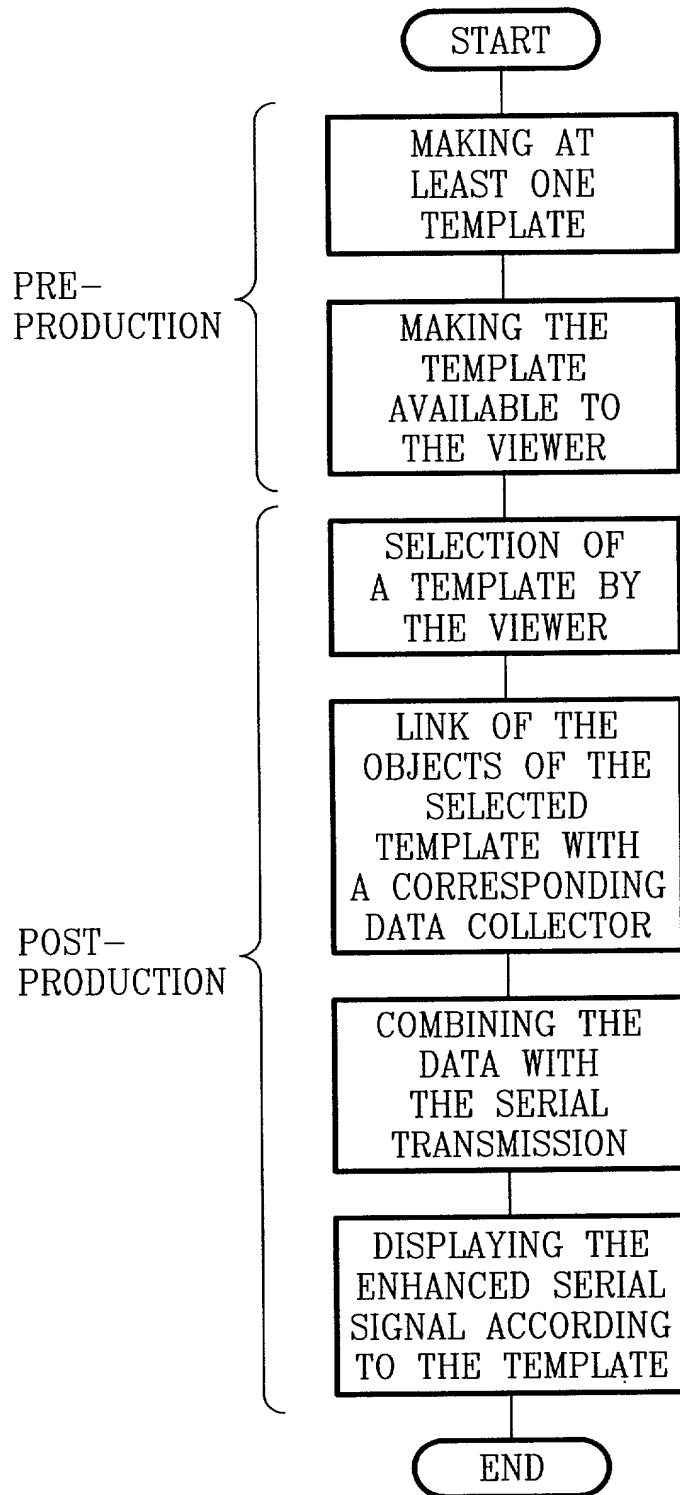 START
MAKING AT
LEAST ONE
TEMPLATE
PRE-
PRODUCTION
MAKING THE
TEMPLATE
AVAILABLE TO
THE VIEWER
SELECTION OF
A TEMPLATE BY
THE VIEWER
LINK OF THE
OBJECTS OF THE
SELECTED
TEMPLATE WITH
A CORRESPONDING
DATA COLLECTOR
POST-
PRODUCTION
COMBINING THE
DATA WITH
THE SERIAL
TRANSMISSION
DISPLAYING THE
ENHANCED SERIAL
SIGNAL ACCORDING
TO THE TEMPLATE
END